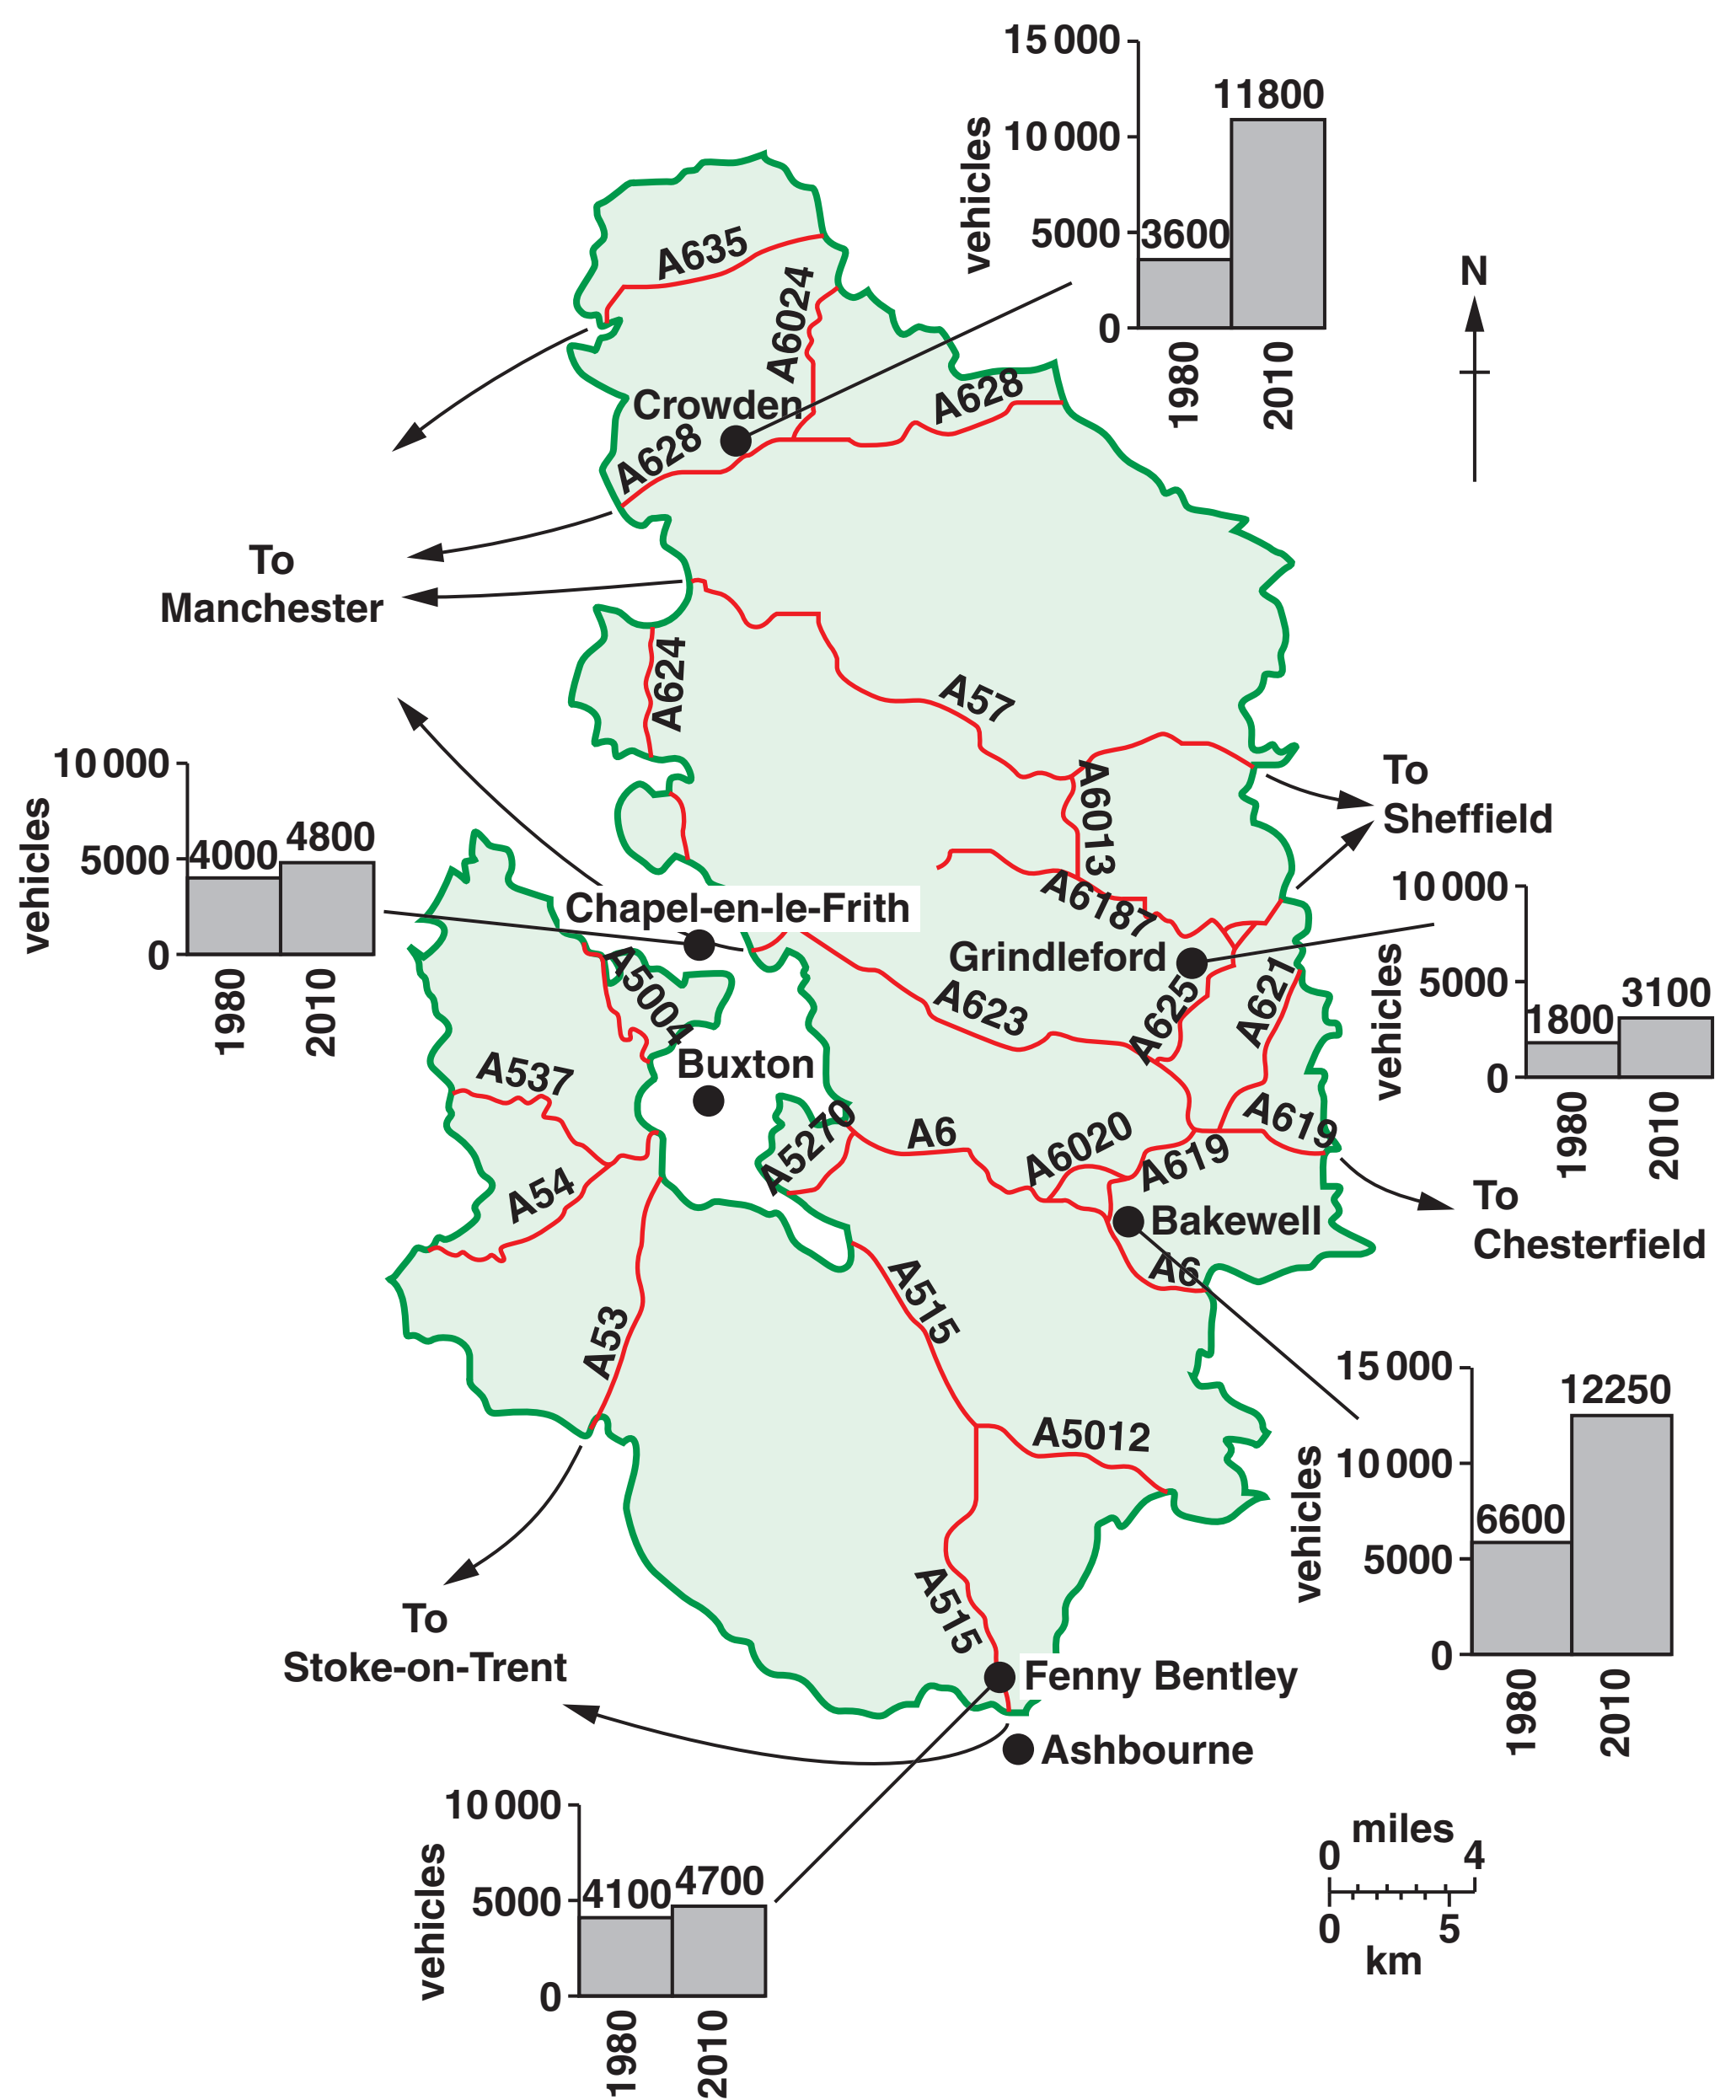 15 000
10 000
5000
0
vehicles
3600
11800
1980
2010
N
A635
A6024
Crowden
A628
A628
To
Manchester
A624
A57
A6013
A6187
To
Sheffield
10 000
5000
0
vehicles
4000
4800
1980
2010
Chapel-en-le-Frith
Grindleford
10 000
5000
0
vehicles
1800
3100
1980
2010
A5004
A623
A625
A621
Buxton
A537
A5270
A6
A6020
A619
A619
A54
Bakewell
A6
To
Chesterfield
A53
A515
A5012
15 000
10 000
5000
0
vehicles
6600
12250
1980
2010
A515
To
Stoke-on-Trent
Fenny Bentley
Ashbourne
10 000
5000
0
vehicles
4100
4700
1980
2010
miles
0 4
0 5
km